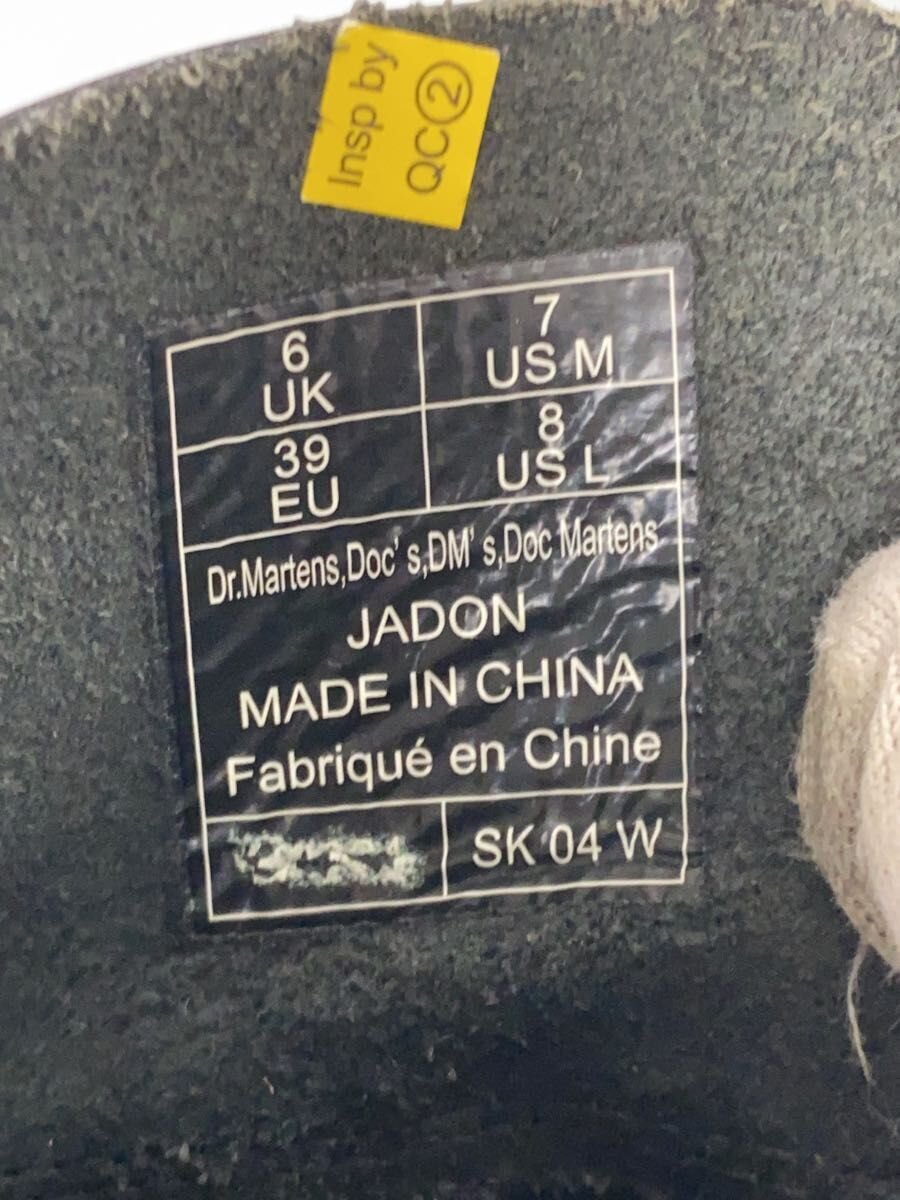 Insp by
QC②
6
UK
7
US M
39
EU
8
US L
Dr.Martens,Doc's,DM's,Doc Martens
JADON
MADE IN CHINA
Fabriqué en Chine
SK 04 W